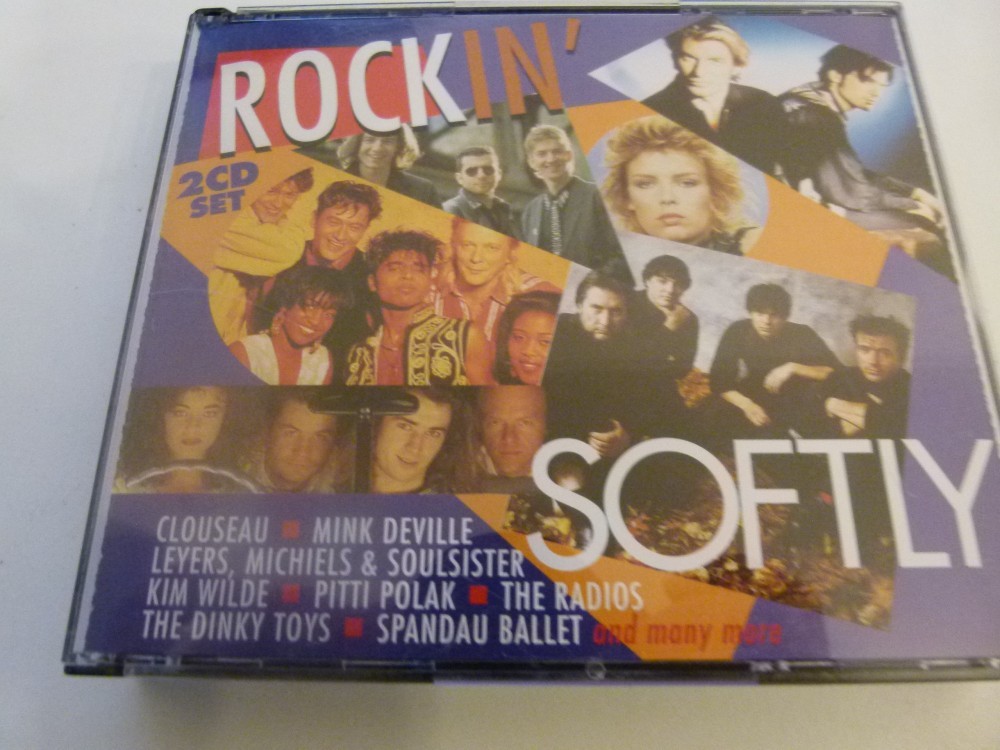 ROCKIN'
2CD
SET
SOFTLY
CLOUSEAU ▪ MINK DEVILLE
LEYERS, MICHIELS & SOULSISTER
KIM WILDE ▪ PITTI POLAK ▪ THE RADIOS
THE DINKY TOYS ▪ SPANDAU BALLET and many more